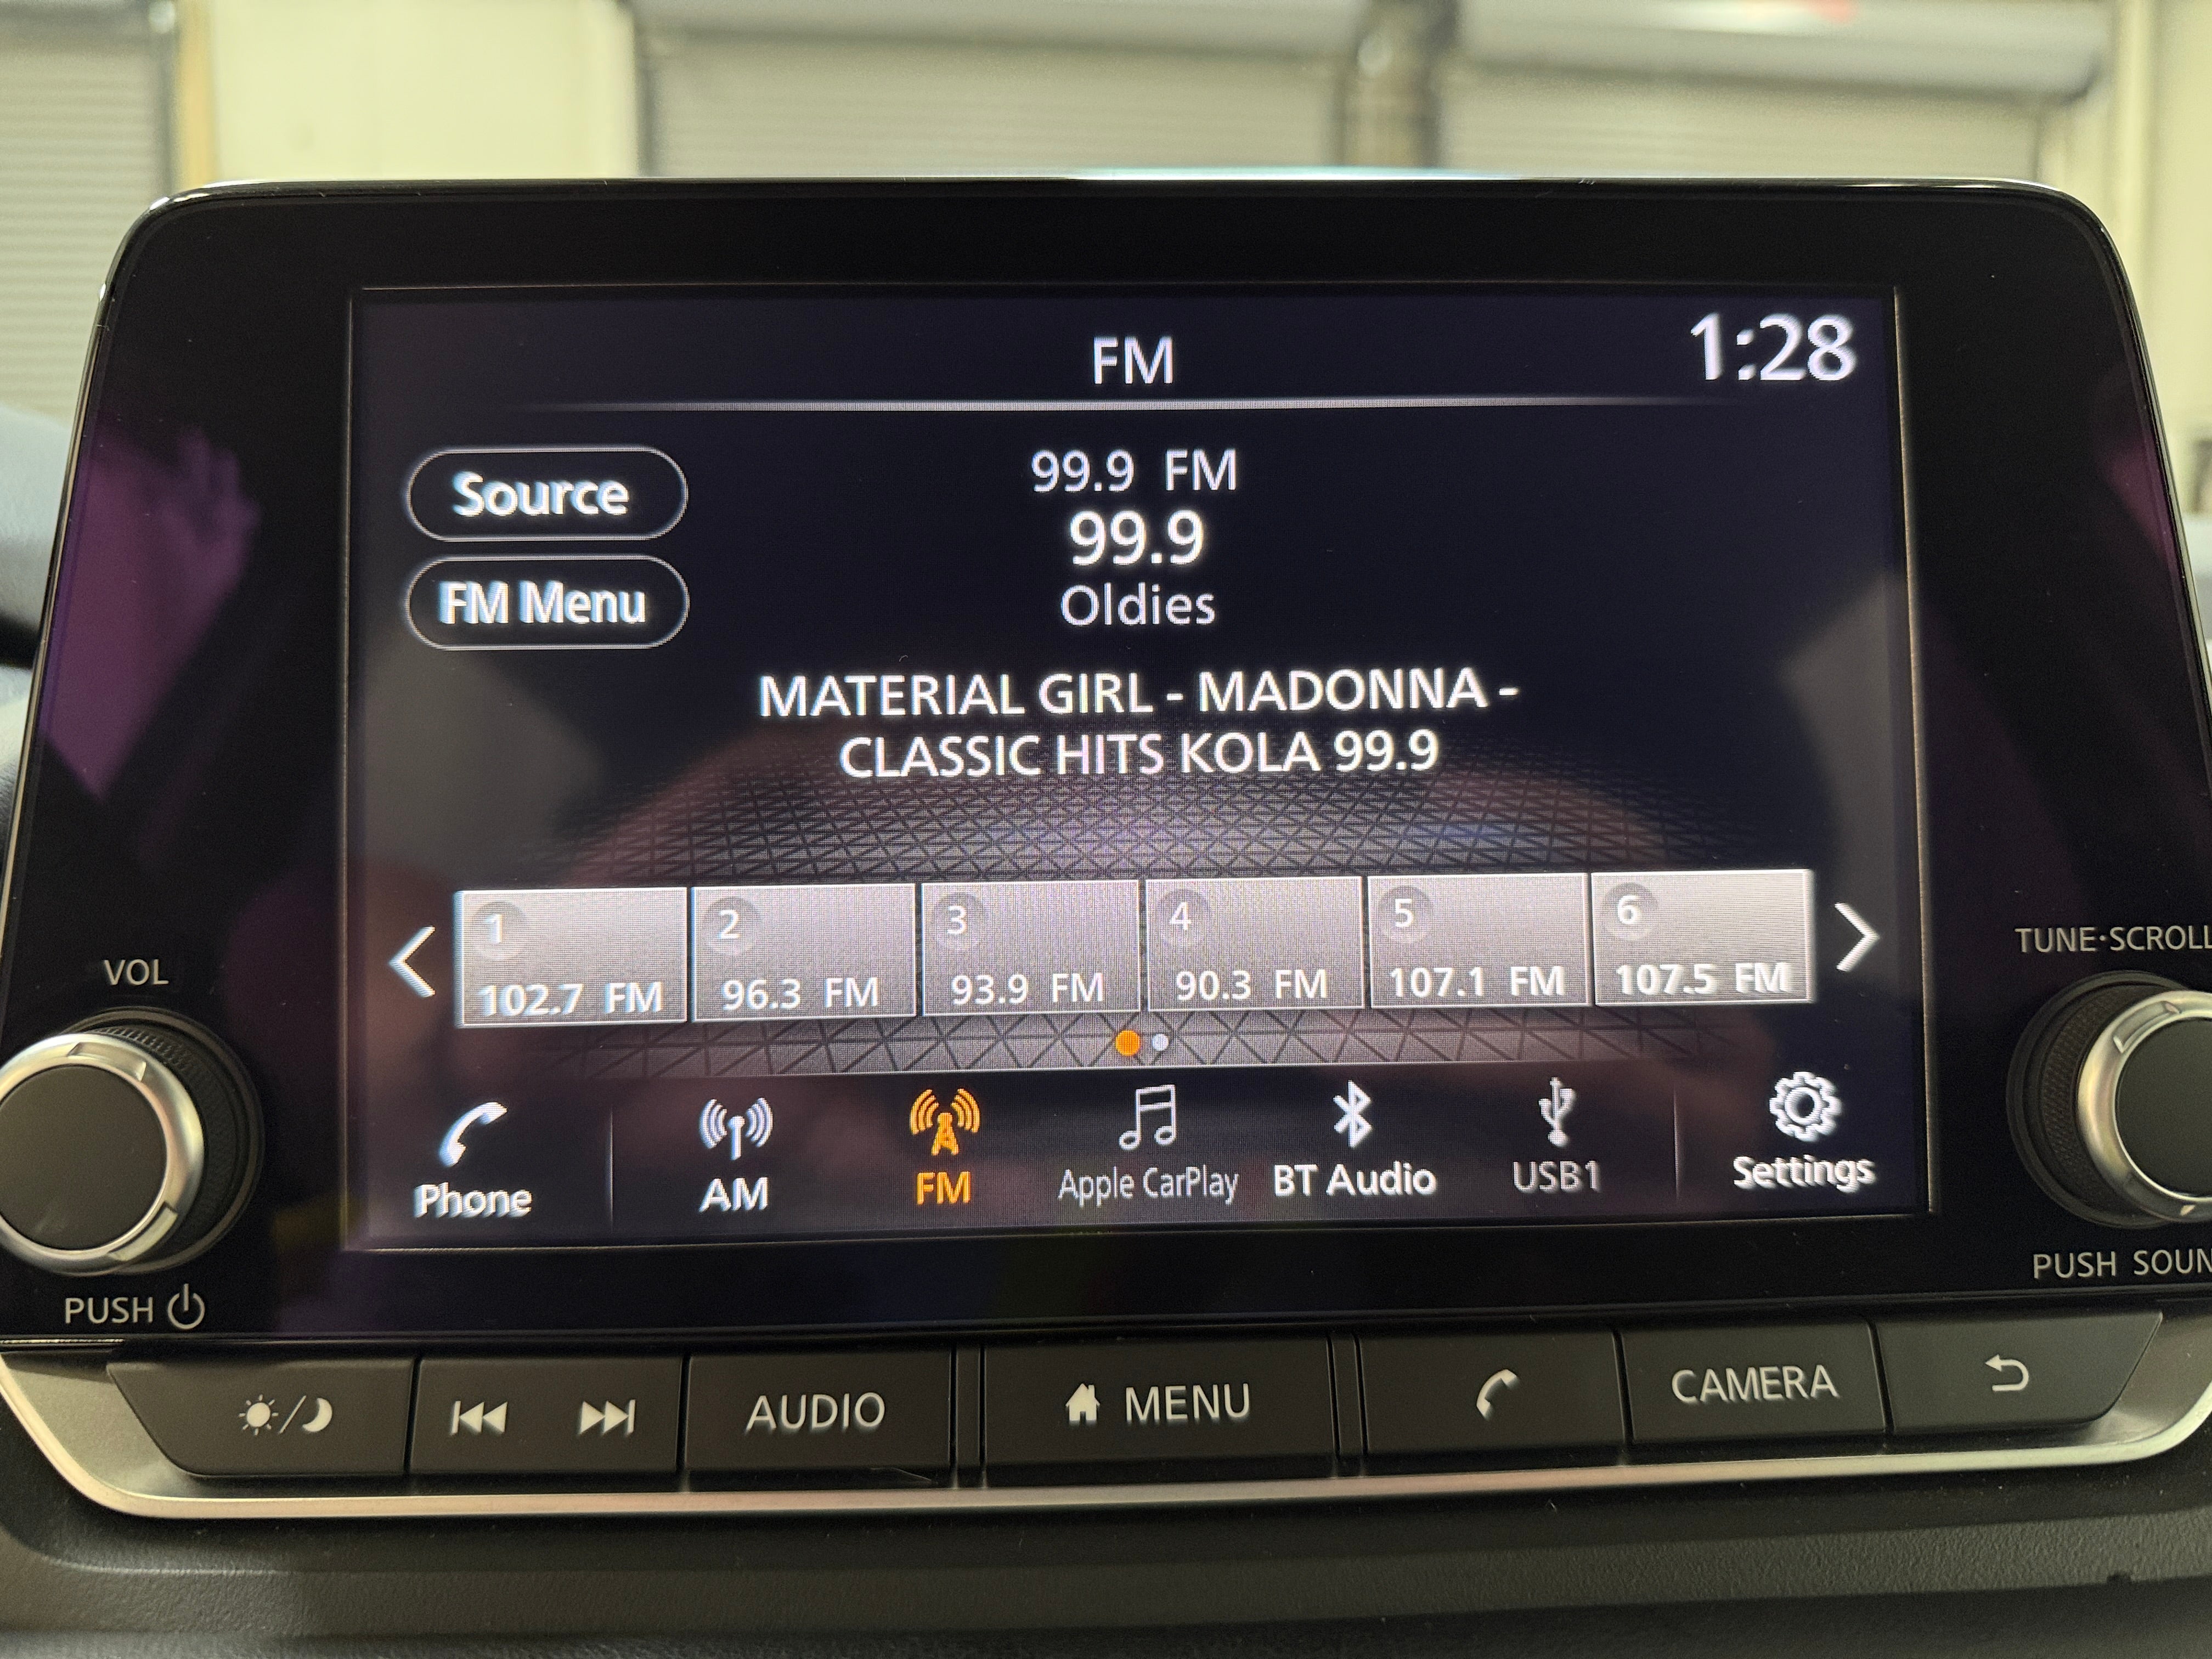 FM
1:28
Source
FM Menu
99.9 FM
99.9
Oldies
MATERIAL GIRL - MADONNA -
CLASSIC HITS KOLA 99.9
1
102.7 FM
2
96.3 FM
3
93.9 FM
4
90.3 FM
5
107.1 FM
6
107.5 FM
Phone
AM
FM
Apple CarPlay
BT Audio
USB1
Settings
VOL
PUSH
TUNE·SCROLL
PUSH SOUN
AUDIO
MENU
CAMERA